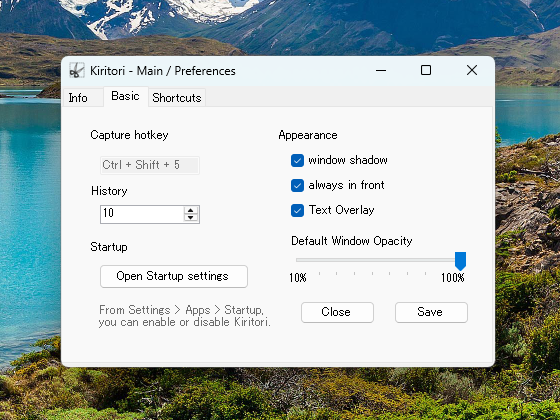 Kiritori - Main / Preferences
Info
Basic
Shortcuts
Capture hotkey
Ctrl + Shift + 5
History
10
Startup
Open Startup settings
From Settings > Apps > Startup,
you can enable or disable Kiritori.
Appearance
window shadow
always in front
Text Overlay
Default Window Opacity
10%
100%
Close
Save